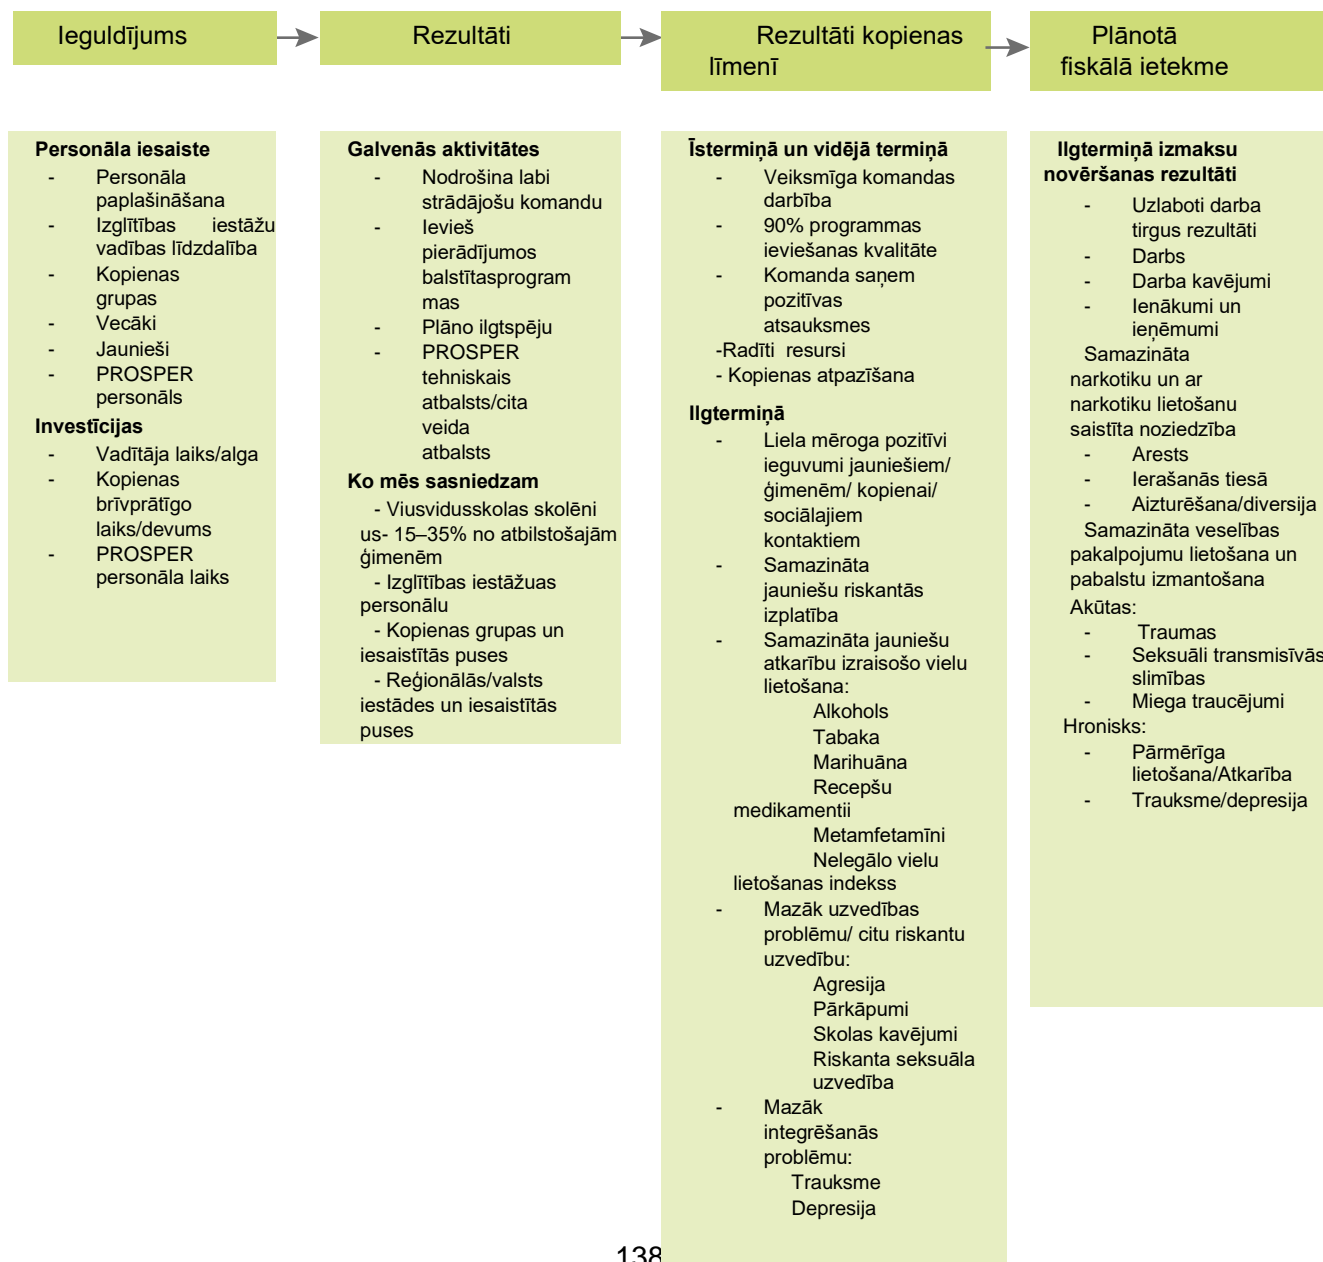 Ieguldījums
Rezultāti
Rezultāti kopienas
līmenī
Plānotā
fiskālā ietekme
Personāla iesaiste
- Personāla
paplašināšana
- Izglītības iestāžu
vadības līdzdalība
- Kopienas
grupas
- Vecāki
- Jaunieši
- PROSPER
personāls
Investīcijas
- Vadītāja laiks/alga
- Kopienas
brīvprātīgo
laiks/devums
- PROSPER
personāla laiks
Galvenās aktivitātes
- Nodrošina labi
strādājošu komandu
- Ievieš
pierādījumos
balstītasprogram
mas
- Plāno ilgtspēju
- PROSPER
tehniskais
atbalsts/cita
veida
atbalsts
Ko mēs sasniedzam
- Viusvidusskolas skolēni
us- 15–35% no atbilstošajām
ģimenēm
- Izglītības iestāžuas
personālu
- Kopienas grupas un
iesaistītās puses
- Reģionālās/valsts
iestādes un iesaistītās
puses
Īstermiņā un vidējā termiņā
- Veiksmīga komandas
darbība
- 90% programmas
ieviešanas kvalitāte
- Komanda saņem
pozitīvas
atsauksmes
-Radīti resursi
- Kopienas atpazīšana
Ilgtermiņā
- Liela mēroga pozitīvi
ieguvumi jauniešiem/
ģimenēm/ kopienai/
sociālajiem
kontaktiem
- Samazināta
jauniešu riskantās
izplatība
- Samazināta jauniešu
atkarību izraisošo vielu
lietošana:
Alkohols
Tabaka
Marihuāna
Recepšu
medikamentii
Metamfetamīni
Nelegālo vielu
lietošanas indekss
- Mazāk uzvedības
problēmu/ citu riskantu
uzvedību:
Agresija
Pārkāpumi
Skolas kavējumi
Riskanta seksuāla
uzvedība
- Mazāk
integrēšanās
problēmu:
Trauksme
Depresija
Ilgtermiņā izmaksu
novēršanas rezultāti
- Uzlaboti darba
tirgus rezultāti
- Darbs
- Darba kavējumi
- Ienākumi un
ieņēmumi
Samazināta
narkotiku un ar
narkotiku lietošanu
saistīta noziedzība
- Arests
- Ierašanās tiesā
- Aizturēšana/diversija
Samazināta veselības
pakalpojumu lietošana un
pabalstu izmantošana
Akūtas:
- Traumas
- Seksuāli transmisīvās
slimības
- Miega traucējumi
Hronisks:
- Pārmērīga
lietošana/Atkarība
- Trauksme/depresija
138